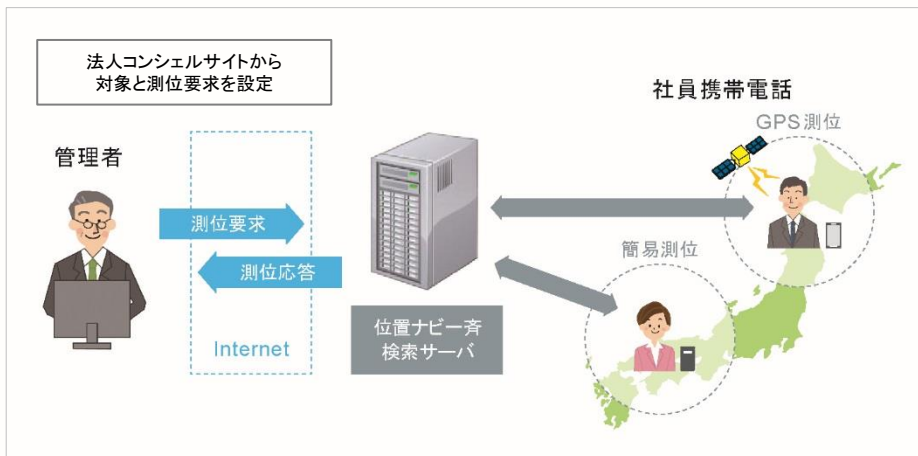 法人コンシェルサイトから
対象と測位要求を設定
管理者
測位要求
測位応答
Internet
位置ナビ一斉
検索サーバ
社員携帯電話
GPS測位
簡易測位